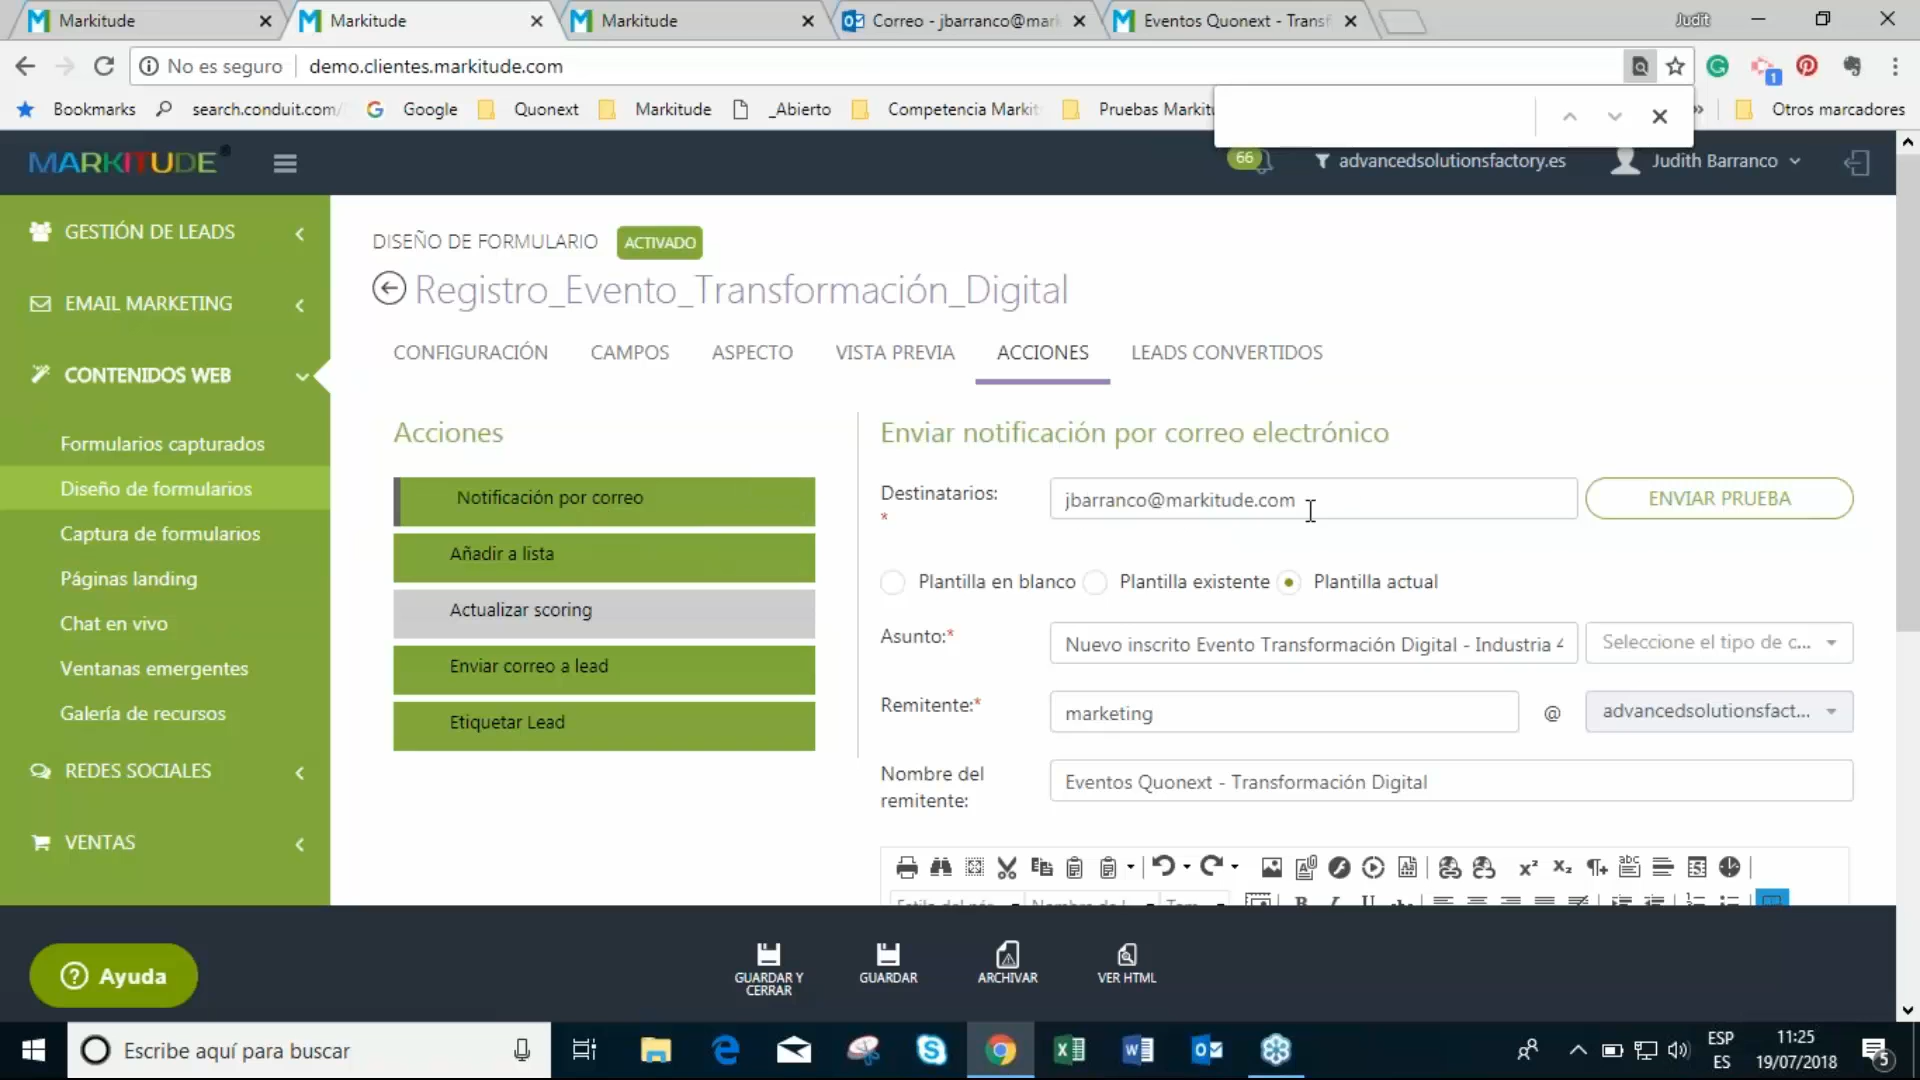 Markitude
Markitude
Markitude
Correo - jbarranco@mark
Eventos Quonext - Transf
Judit
No es seguro
demo.clientes.markitude.com
1
Bookmarks
search.conduit.com/
Google
Quonext
Markitude
_Abierto
Competencia Markit
Pruebas Markitu
»
Otros marcadores
MARKITUDE
66
advancedsolutionsfactory.es
Judith Barranco
GESTIÓN DE LEADS
EMAIL MARKETING
CONTENIDOS WEB
Formularios capturados
Diseño de formularios
Captura de formularios
Páginas landing
Chat en vivo
Ventanas emergentes
Galería de recursos
REDES SOCIALES
VENTAS
Ayuda
DISEÑO DE FORMULARIO ACTIVADO
Registro_Evento_Transformación_Digital
CONFIGURACIÓN CAMPOS ASPECTO VISTA PREVIA ACCIONES LEADS CONVERTIDOS
Acciones
Notificación por correo
Añadir a lista
Actualizar scoring
Enviar correo a lead
Etiquetar Lead
Enviar notificación por correo electrónico
Destinatarios:
*
jbarranco@markitude.com
ENVIAR PRUEBA
Plantilla en blanco Plantilla existente Plantilla actual
Asunto:*
Nuevo inscrito Evento Transformación Digital - Industria 4
Seleccione el tipo de c...
Remitente:*
marketing
@
advancedsolutionsfact...
Nombre del
remitente:
Eventos Quonext - Transformación Digital
GUARDAR Y
CERRAR
GUARDAR
ARCHIVAR
VER HTML
Escribe aquí para buscar
ESP
ES
11:25
19/07/2018
5